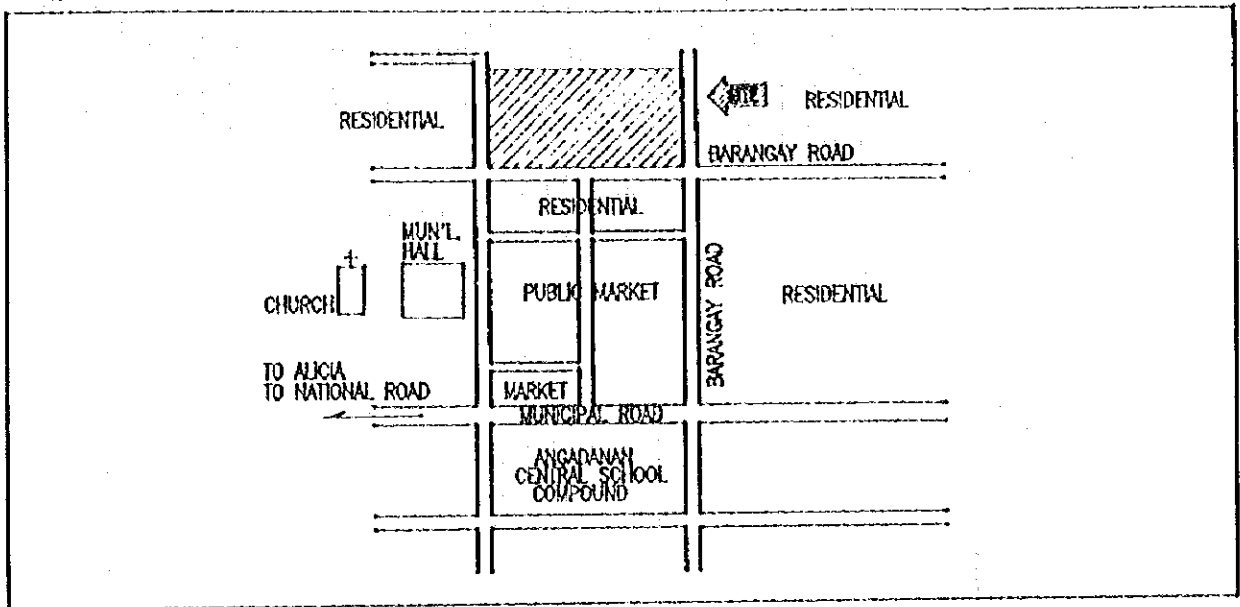 RESIDENTIAL
SITE
RESIDENTIAL
BARANGAY ROAD
RESIDENTIAL
MUN'L.
HALL
CHURCH
PUBLIC MARKET
BARANGAY ROAD
RESIDENTIAL
TO ALICIA
TO NATIONAL ROAD
MARKET
MUNICIPAL ROAD
ANGADANAN
CENTRAL SCHOOL
COMPOUND